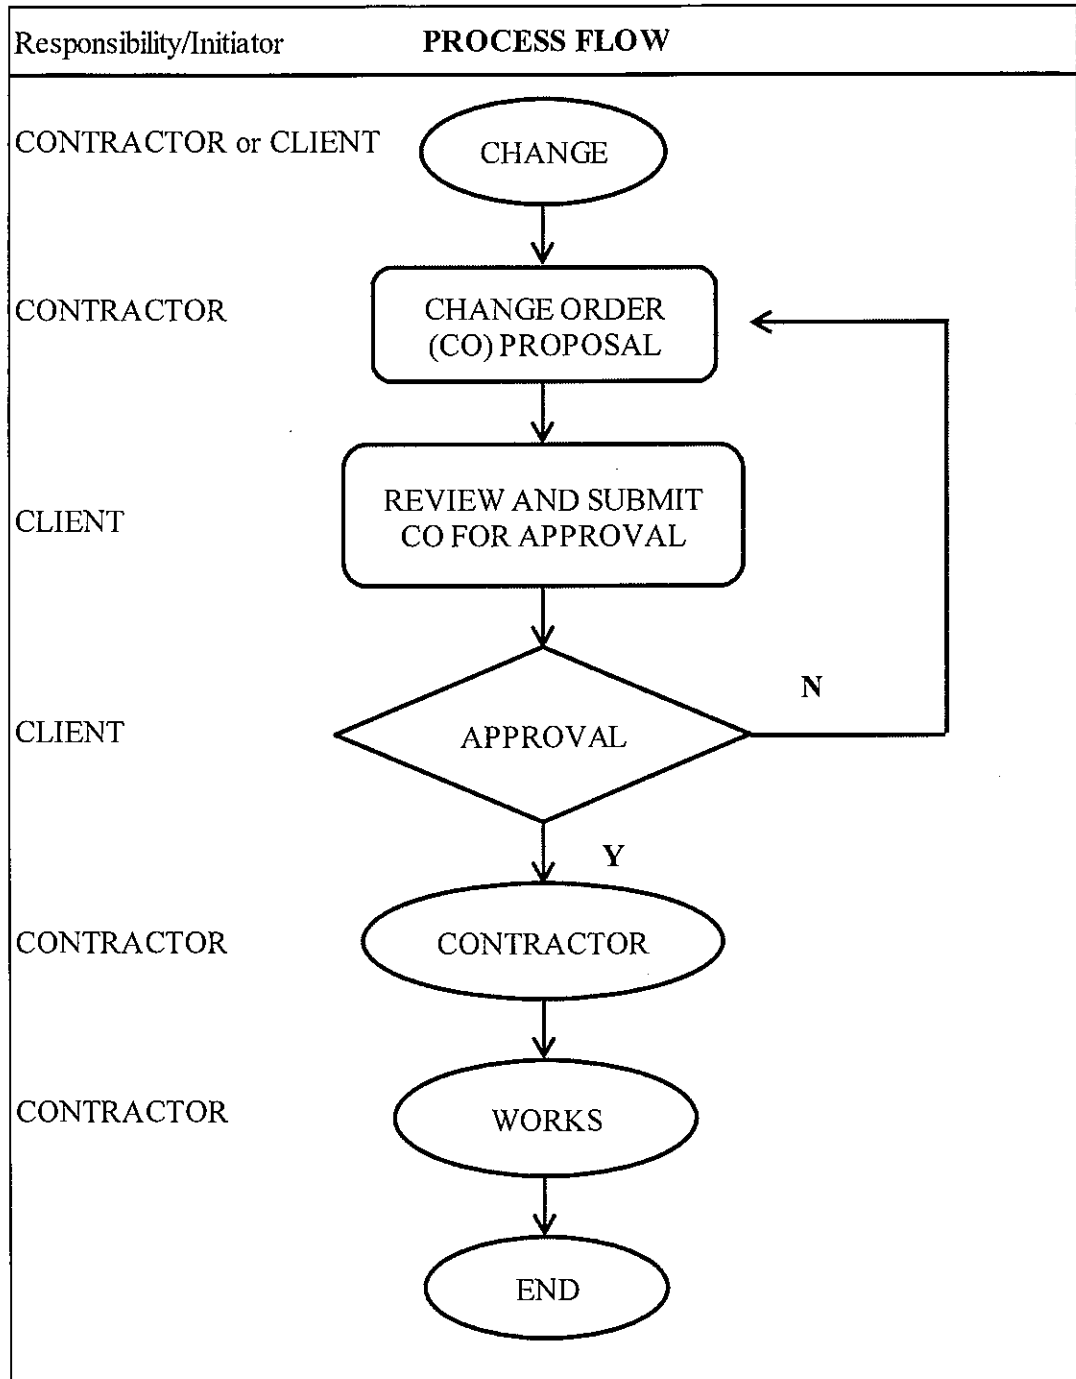 Responsibility/Initiator PROCESS FLOW
CONTRACTOR or CLIENT
CHANGE
CONTRACTOR
CHANGE ORDER
(CO) PROPOSAL
CLIENT
REVIEW AND SUBMIT
CO FOR APPROVAL
CLIENT
APPROVAL
N
Y
CONTRACTOR
CONTRACTOR
CONTRACTOR
WORKS
END